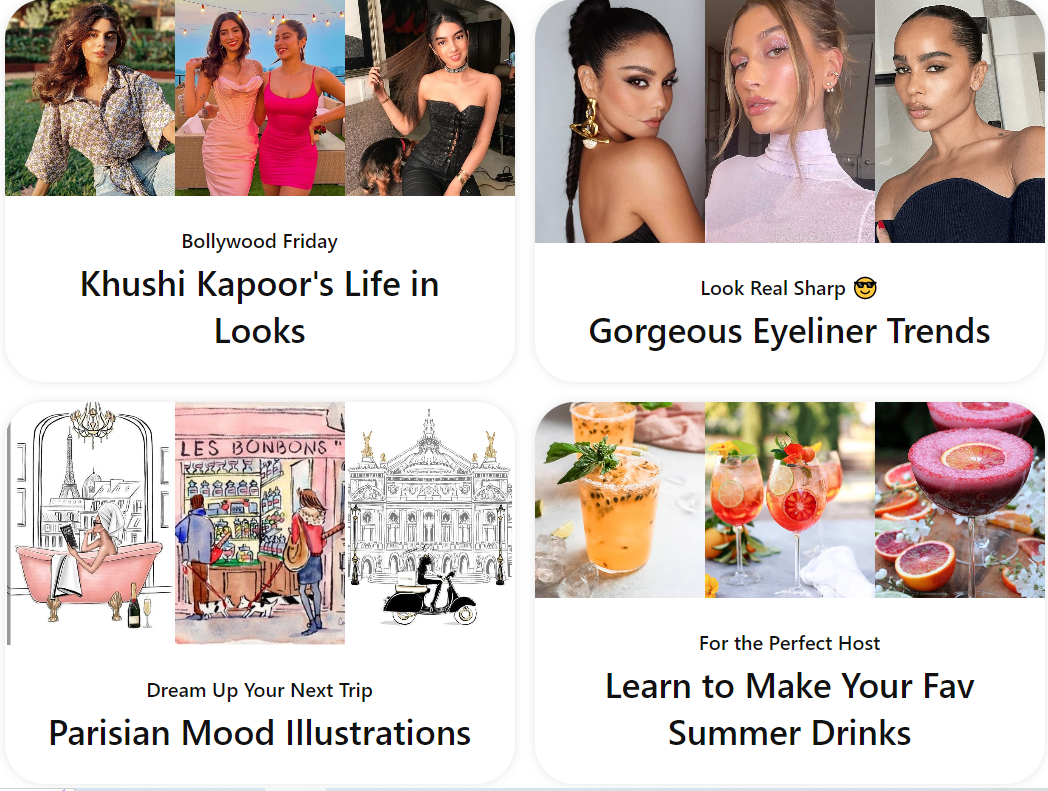 Bollywood Friday
Khushi Kapoor's Life in
Looks
Look Real Sharp 😎
Gorgeous Eyeliner Trends
LES BONBONS"
Dream Up Your Next Trip
Parisian Mood Illustrations
For the Perfect Host
Learn to Make Your Fav
Summer Drinks